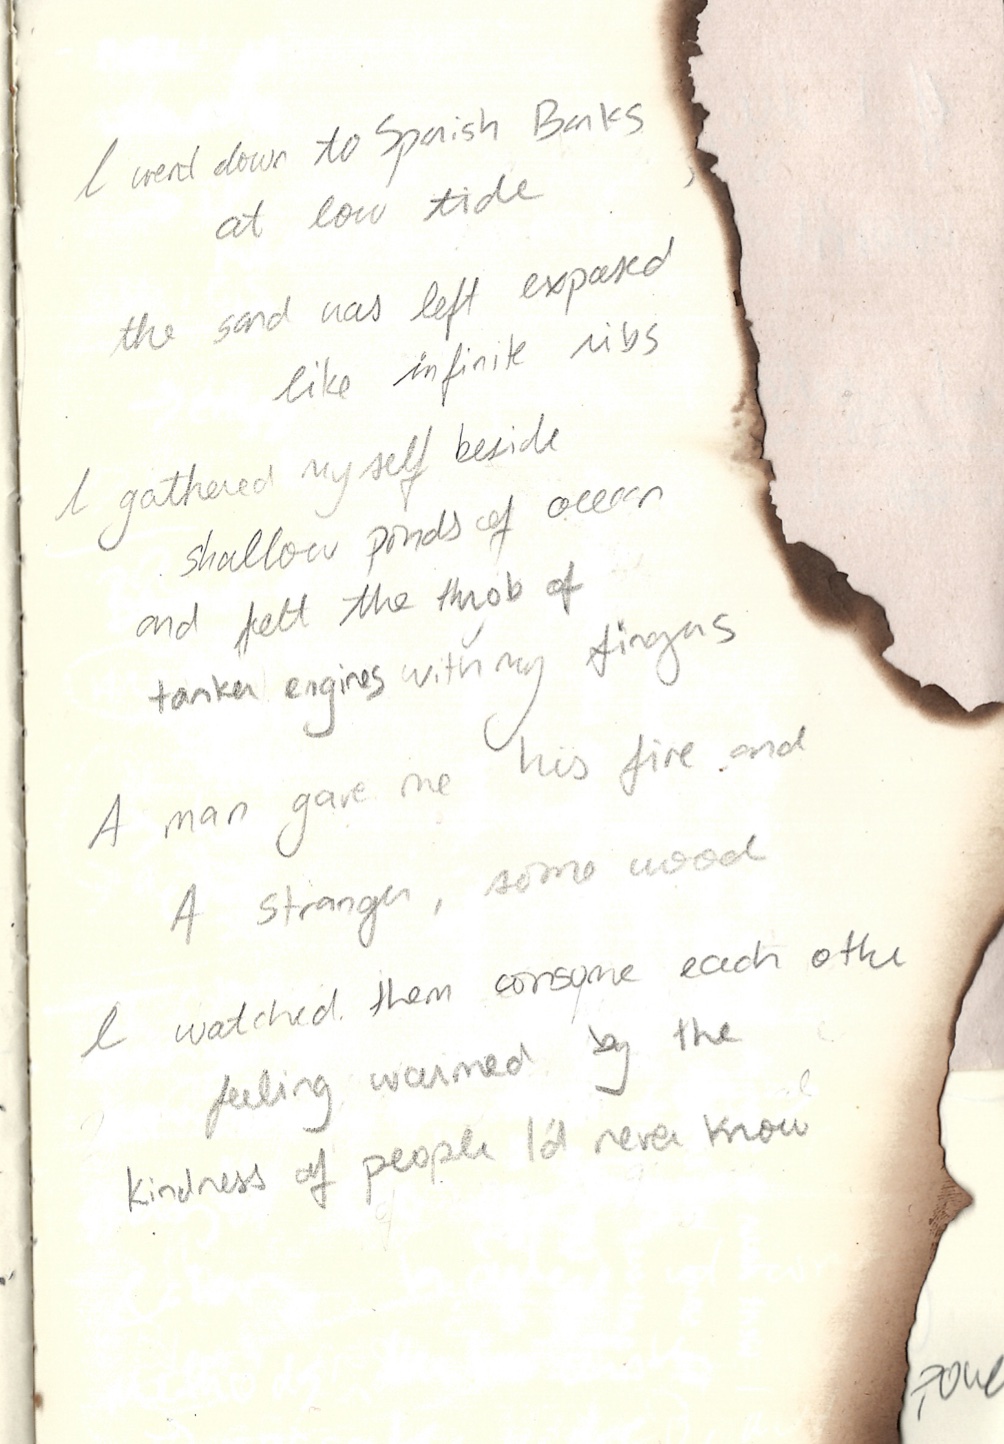 I went down to Spanish Banks
at low tide
the sand was left exposed
like infinite ribs
I gathered myself beside
shallow ponds of ocean
and felt the throb of
tanker engines with my fingers
A man gave me his fire and
A stranger, some wood
I watched them consume each other
feeling warmed by the
kindness of people I'd never know